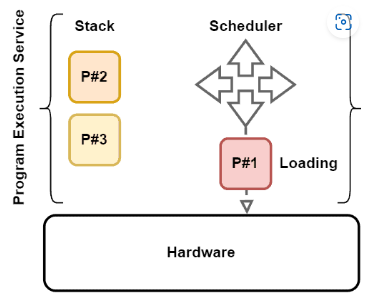 Program Execution Service
Stack
Scheduler
P#2
P#3
P#1
Loading
Hardware